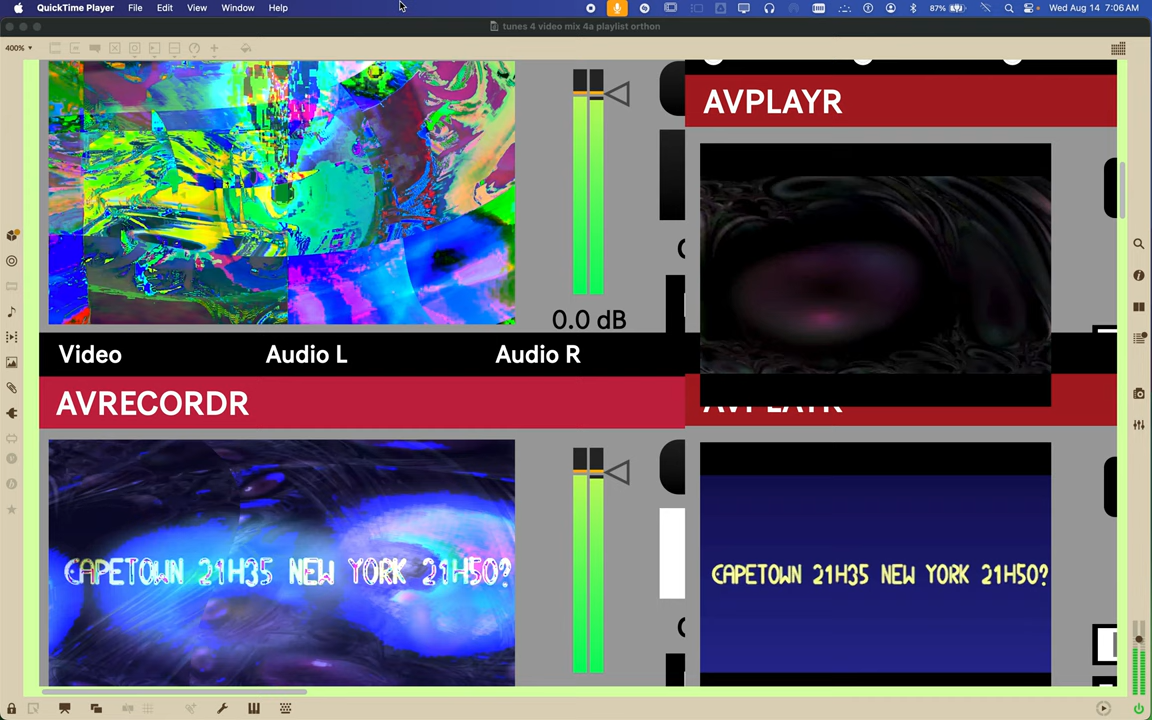 QuickTime Player File Edit View Window Help 87% Wed Aug 14 7:06 AM
tunes 4 video mix 4a playlist orthon
400%
AVPLAYR
0.0 dB
Video Audio L Audio R
AVRECORDR
AVPLAYR
CAPETOWN 21H35 NEW YORK 21H50?
CAPETOWN 21H35 NEW YORK 21H50?